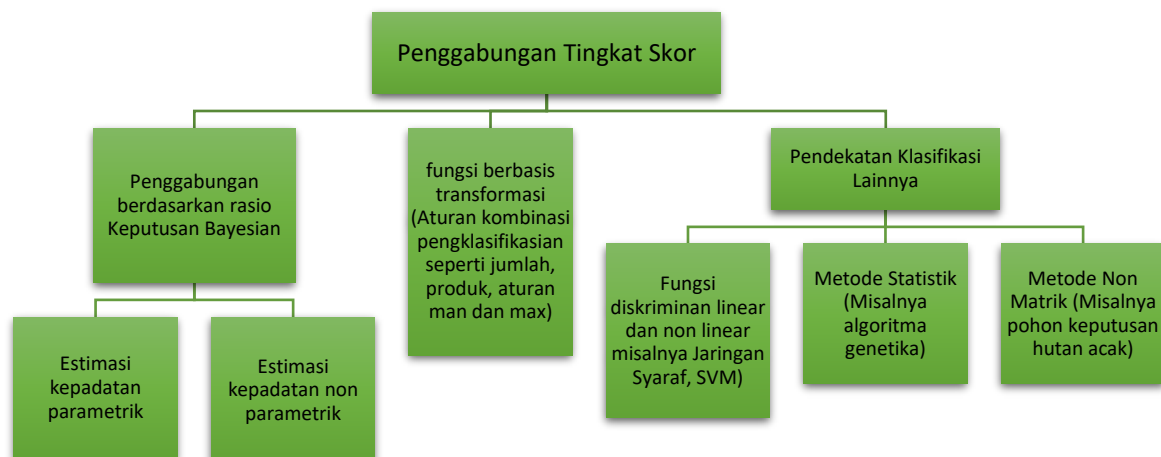 Penggabungan Tingkat Skor
Penggabungan
berdasarkan rasio
Keputusan Bayesian
fungsi berbasis
transformasi
(Aturan kombinasi
pengklasifikasian
seperti jumlah,
produk, aturan
man dan max)
Pendekatan Klasifikasi
Lainnya
Estimasi
kepadatan
parametrik
Estimasi
kepadatan non
parametrik
Fungsi
diskriminan linear
dan non linear
misalnya Jaringan
Syaraf, SVM)
Metode Statistik
(Misalnya
algoritma
genetika)
Metode Non
Matrik (Misalnya
pohon keputusan
hutan acak)